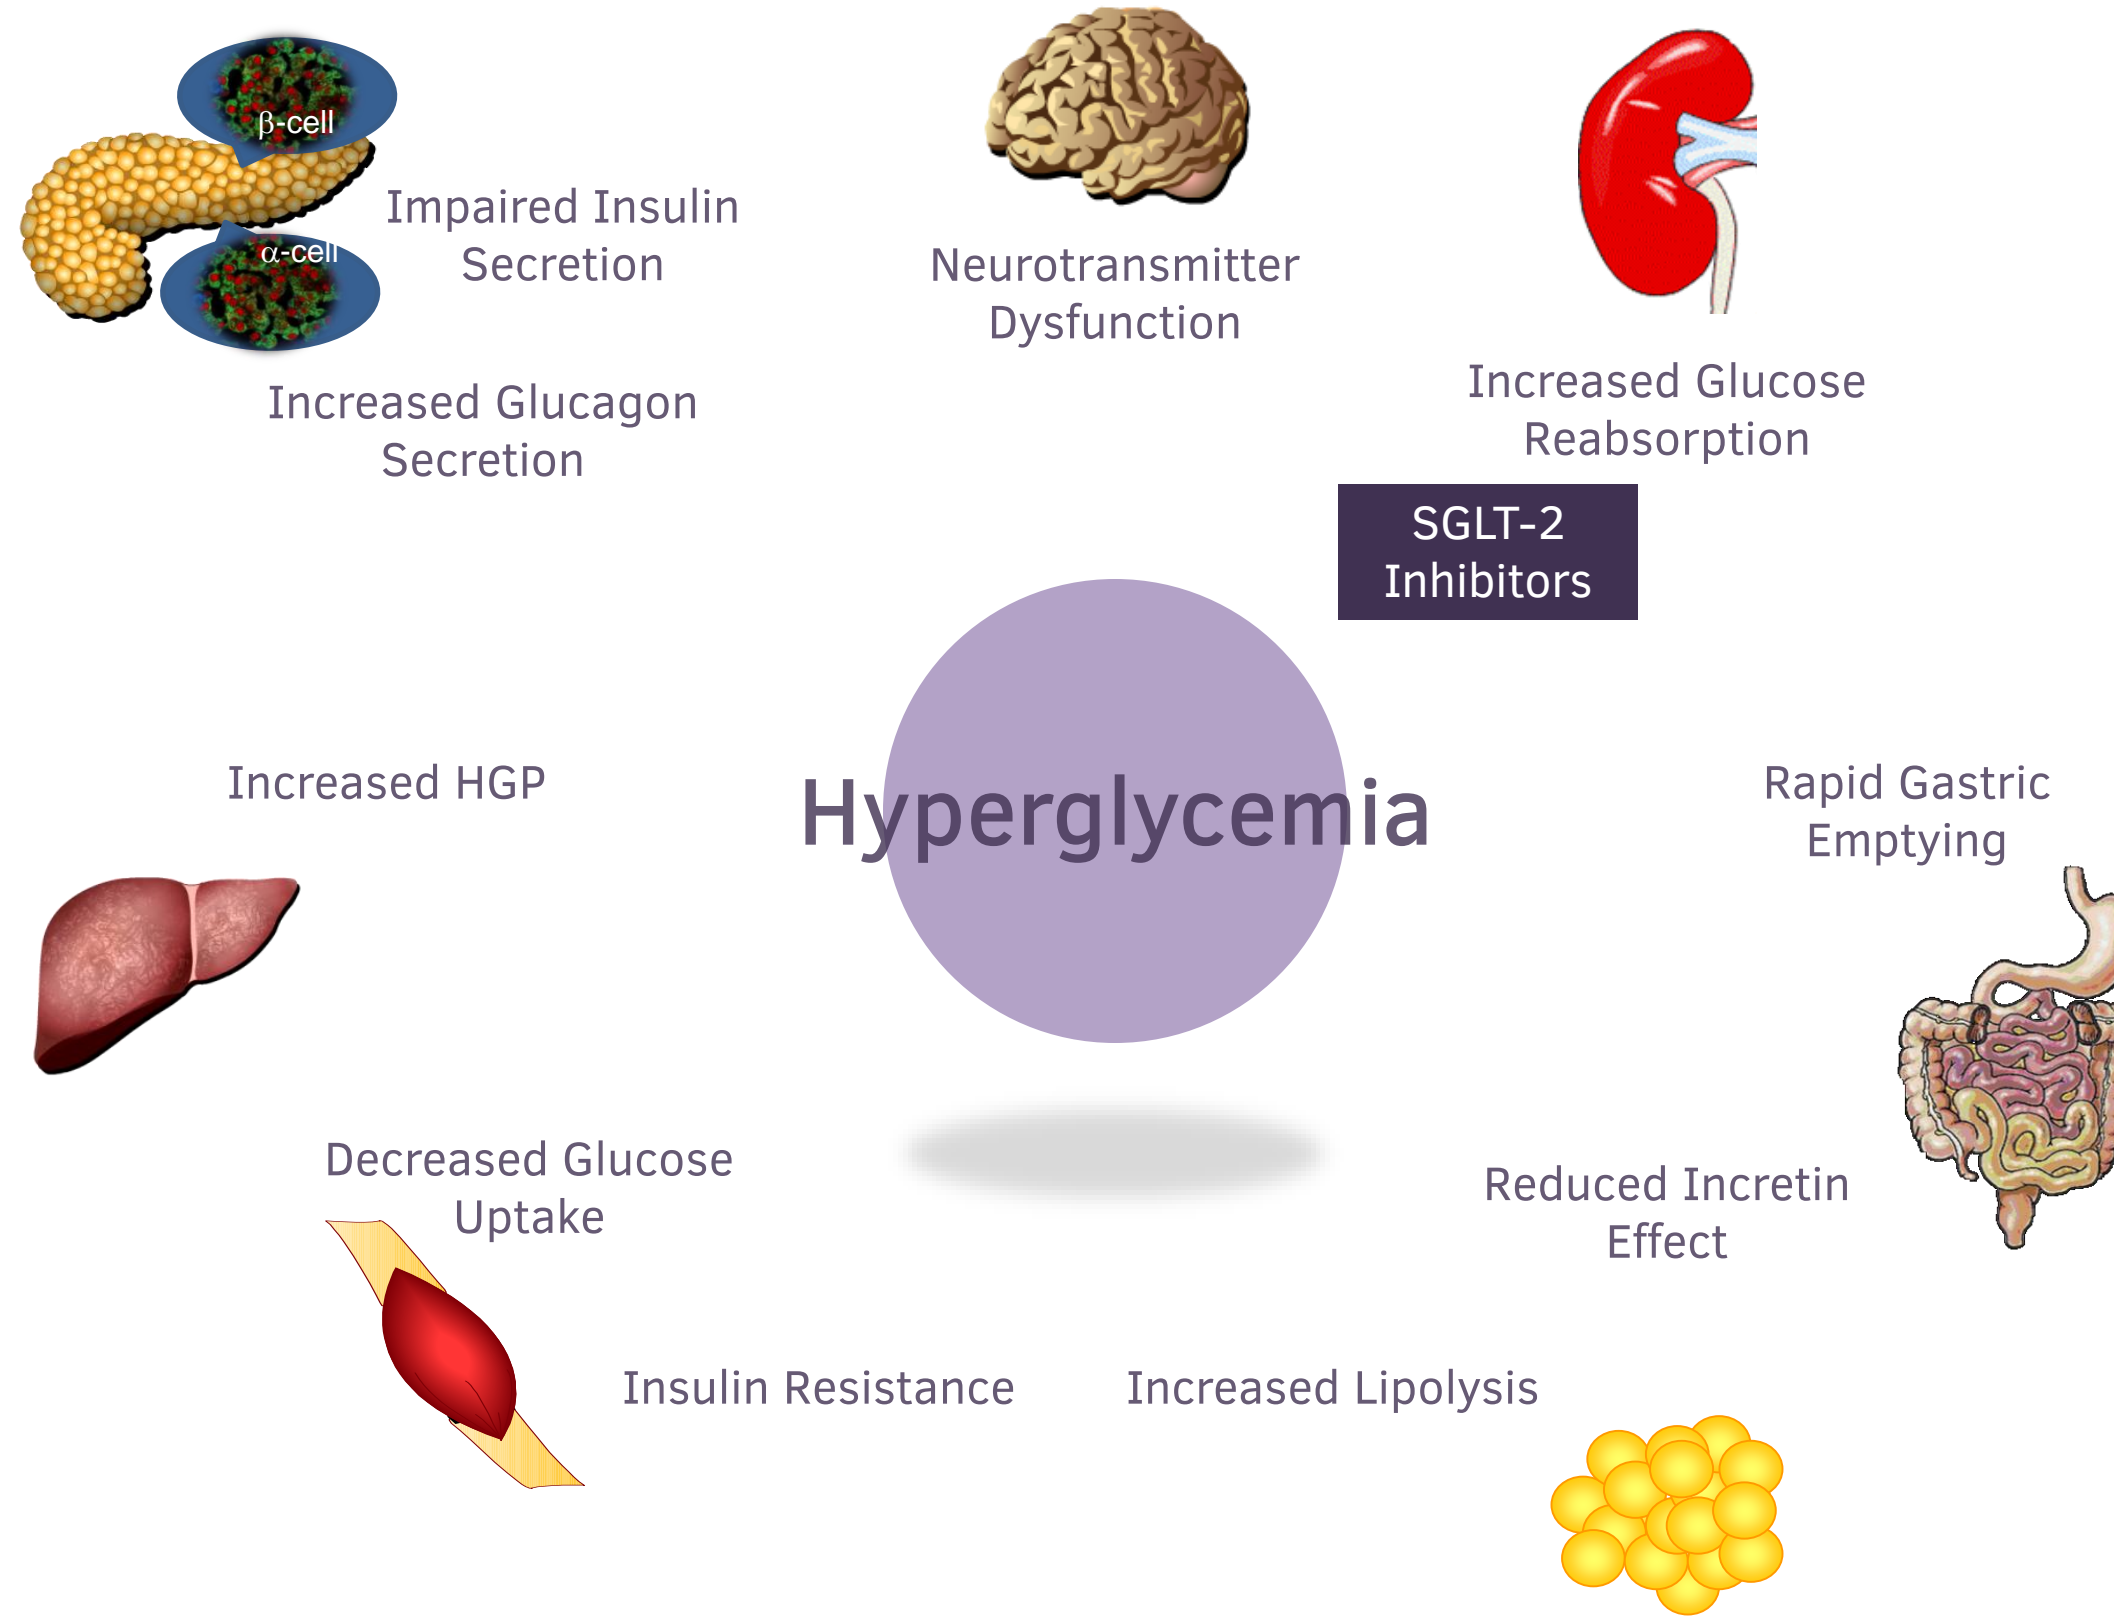 β-cell
Impaired Insulin
Secretion
α-cell
Increased Glucagon
Secretion
Neurotransmitter
Dysfunction
Increased Glucose
Reabsorption
SGLT-2
Inhibitors
Increased HGP
Hyperglycemia
Rapid Gastric
Emptying
Decreased Glucose
Uptake
Reduced Incretin
Effect
Insulin Resistance
Increased Lipolysis